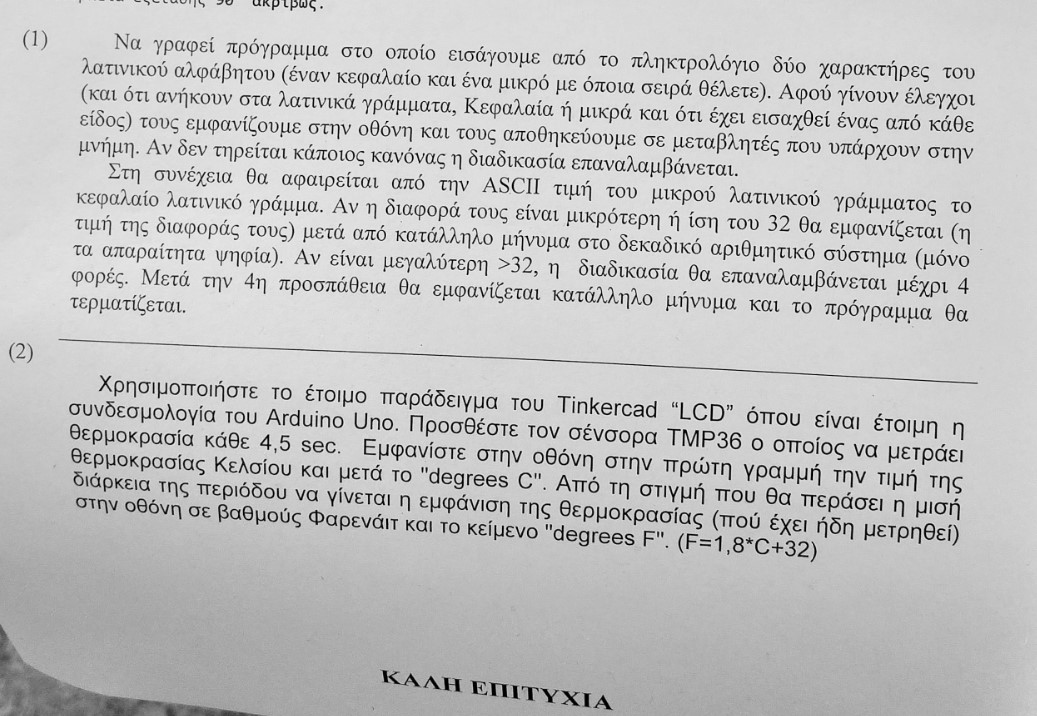 εξέτασης 90' ακριβώς.
(1)
Να γραφεί πρόγραμμα στο οποίο εισάγουμε από το πληκτρολόγιο δύο χαρακτήρες του
λατινικού αλφάβητου (έναν κεφαλαίο και ένα μικρό με όποια σειρά θέλετε). Αφού γίνουν έλεγχοι
(και ότι ανήκουν στα λατινικά γράμματα, Κεφαλαία ή μικρά και ότι έχει εισαχθεί ένας από κάθε
είδος) τους εμφανίζουμε στην οθόνη και τους αποθηκεύουμε σε μεταβλητές που υπάρχουν στην
μνήμη. Αν δεν τηρείται κάποιος κανόνας η διαδικασία επαναλαμβάνεται.
Στη συνέχεια θα αφαιρείται από την ASCII τιμή του μικρού λατινικού γράμματος το
κεφαλαίο λατινικό γράμμα. Αν η διαφορά τους είναι μικρότερη ή ίση του 32 θα εμφανίζεται (η
τιμή της διαφοράς τους) μετά από κατάλληλο μήνυμα στο δεκαδικό αριθμητικό σύστημα (μόνο
τα απαραίτητα ψηφία). Αν είναι μεγαλύτερη >32, η διαδικασία θα επαναλαμβάνεται μέχρι 4
φορές. Μετά την 4η προσπάθεια θα εμφανίζεται κατάλληλο μήνυμα και το πρόγραμμα θα
τερματίζεται.
(2)
Χρησιμοποιήστε το έτοιμο παράδειγμα του Tinkercad “LCD” όπου είναι έτοιμη η
συνδεσμολογία του Arduino Uno. Προσθέστε τον σένσορα TMP36 ο οποίος να μετράει
θερμοκρασία κάθε 4,5 sec. Εμφανίστε στην οθόνη στην πρώτη γραμμή την τιμή της
θερμοκρασίας Κελσίου και μετά το "degrees C". Από τη στιγμή που θα περάσει η μισή
διάρκεια της περιόδου να γίνεται η εμφάνιση της θερμοκρασίας (πού έχει ήδη μετρηθεί)
στην οθόνη σε βαθμούς Φαρενάιτ και το κείμενο "degrees F". (F=1,8*C+32)
ΚΑΛΗ ΕΠΙΤΥΧΙΑ